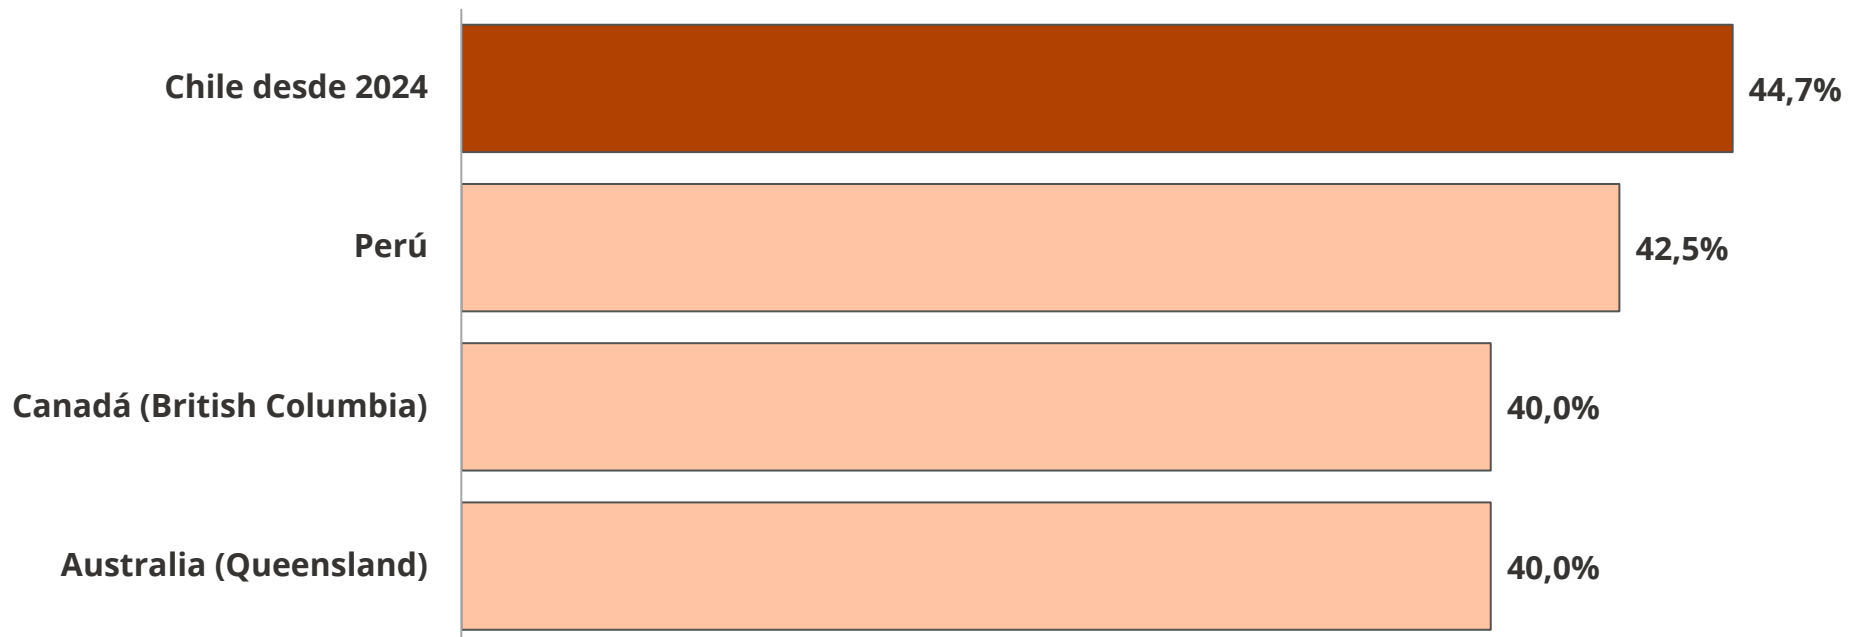 Chile desde 2024
44,7%
Perú
42,5%
Canadá (British Columbia)
40,0%
Australia (Queensland)
40,0%